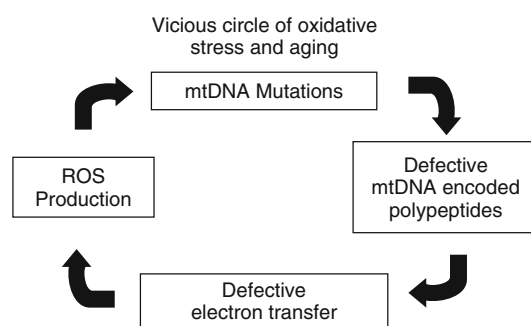 Vicious circle of oxidative
stress and aging
mtDNA Mutations
Defective
mtDNA encoded
polypeptides
Defective
electron transfer
ROS
Production